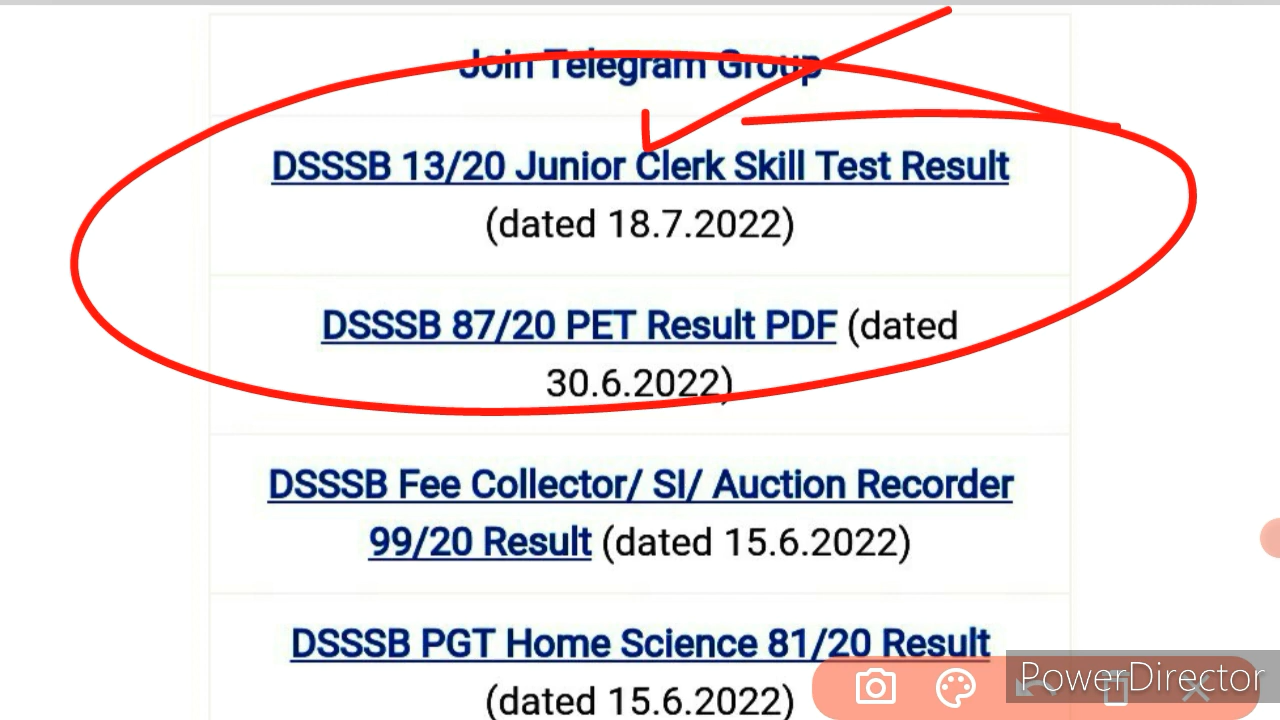 Join Telegram Group
DSSSB 13/20 Junior Clerk Skill Test Result
(dated 18.7.2022)
DSSSB 87/20 PET Result PDF (dated
30.6.2022)
DSSSB Fee Collector/ SI/ Auction Recorder
99/20 Result (dated 15.6.2022)
DSSSB PGT Home Science 81/20 Result
(dated 15.6.2022)
PowerDirector